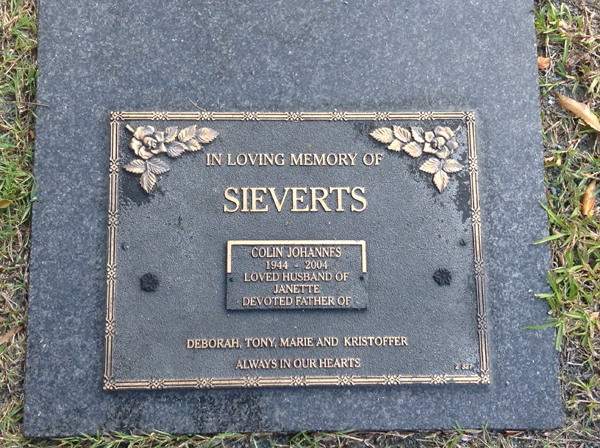 IN LOVING MEMORY OF
SIEVERTS
COLIN JOHANNES
1944 - 2004
LOVED HUSBAND OF
JANETTE
DEVOTED FATHER OF
DEBORAH, TONY, MARIE AND KRISTOFFER
ALWAYS IN OUR HEARTS